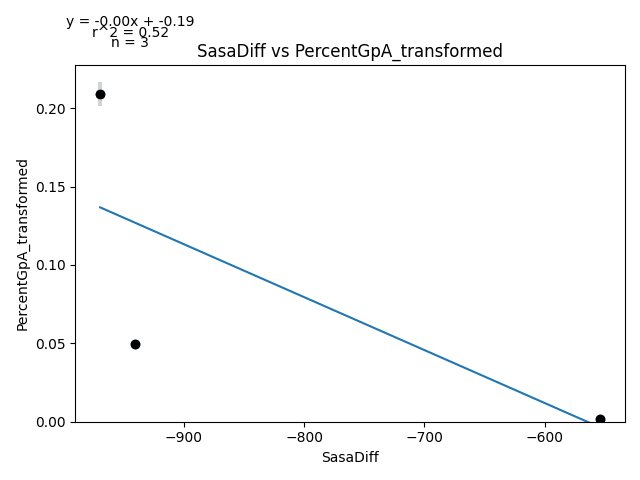 y = -0.00x + -0.19
r^2 = 0.52
n = 3
SasaDiff vs PercentGpA_transformed
PercentGpA_transformed
0.20
0.15
0.10
0.05
0.00
−900
−800
−700
−600
SasaDiff